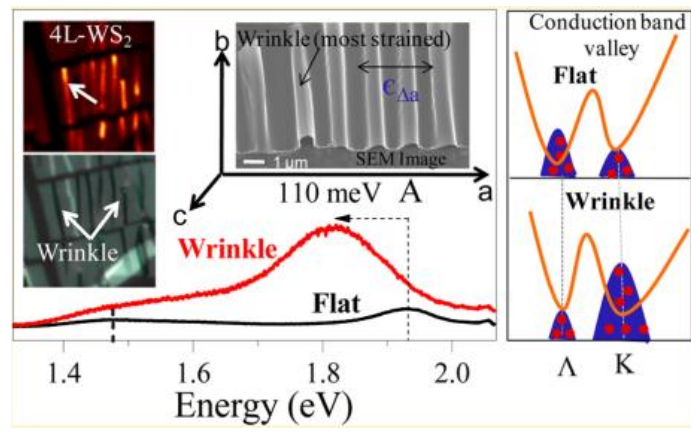 4L-WS₂
Wrinkle
b
Wrinkle (most strained)
ϵΔa
1 μm
SEM Image
a
c
110 meV
A
Wrinkle
Flat
1.4
1.6
1.8
2.0
Energy (eV)
Conduction band
valley
Flat
Wrinkle
Λ
K